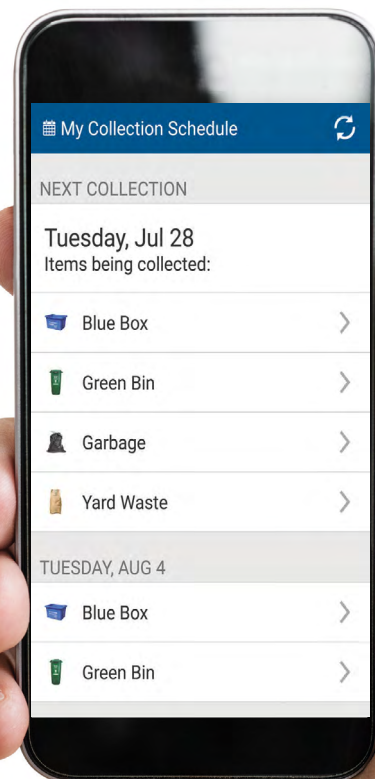 My Collection Schedule
NEXT COLLECTION
Tuesday, Jul 28
Items being collected:
Blue Box
Green Bin
Garbage
Yard Waste
TUESDAY, AUG 4
Blue Box
Green Bin